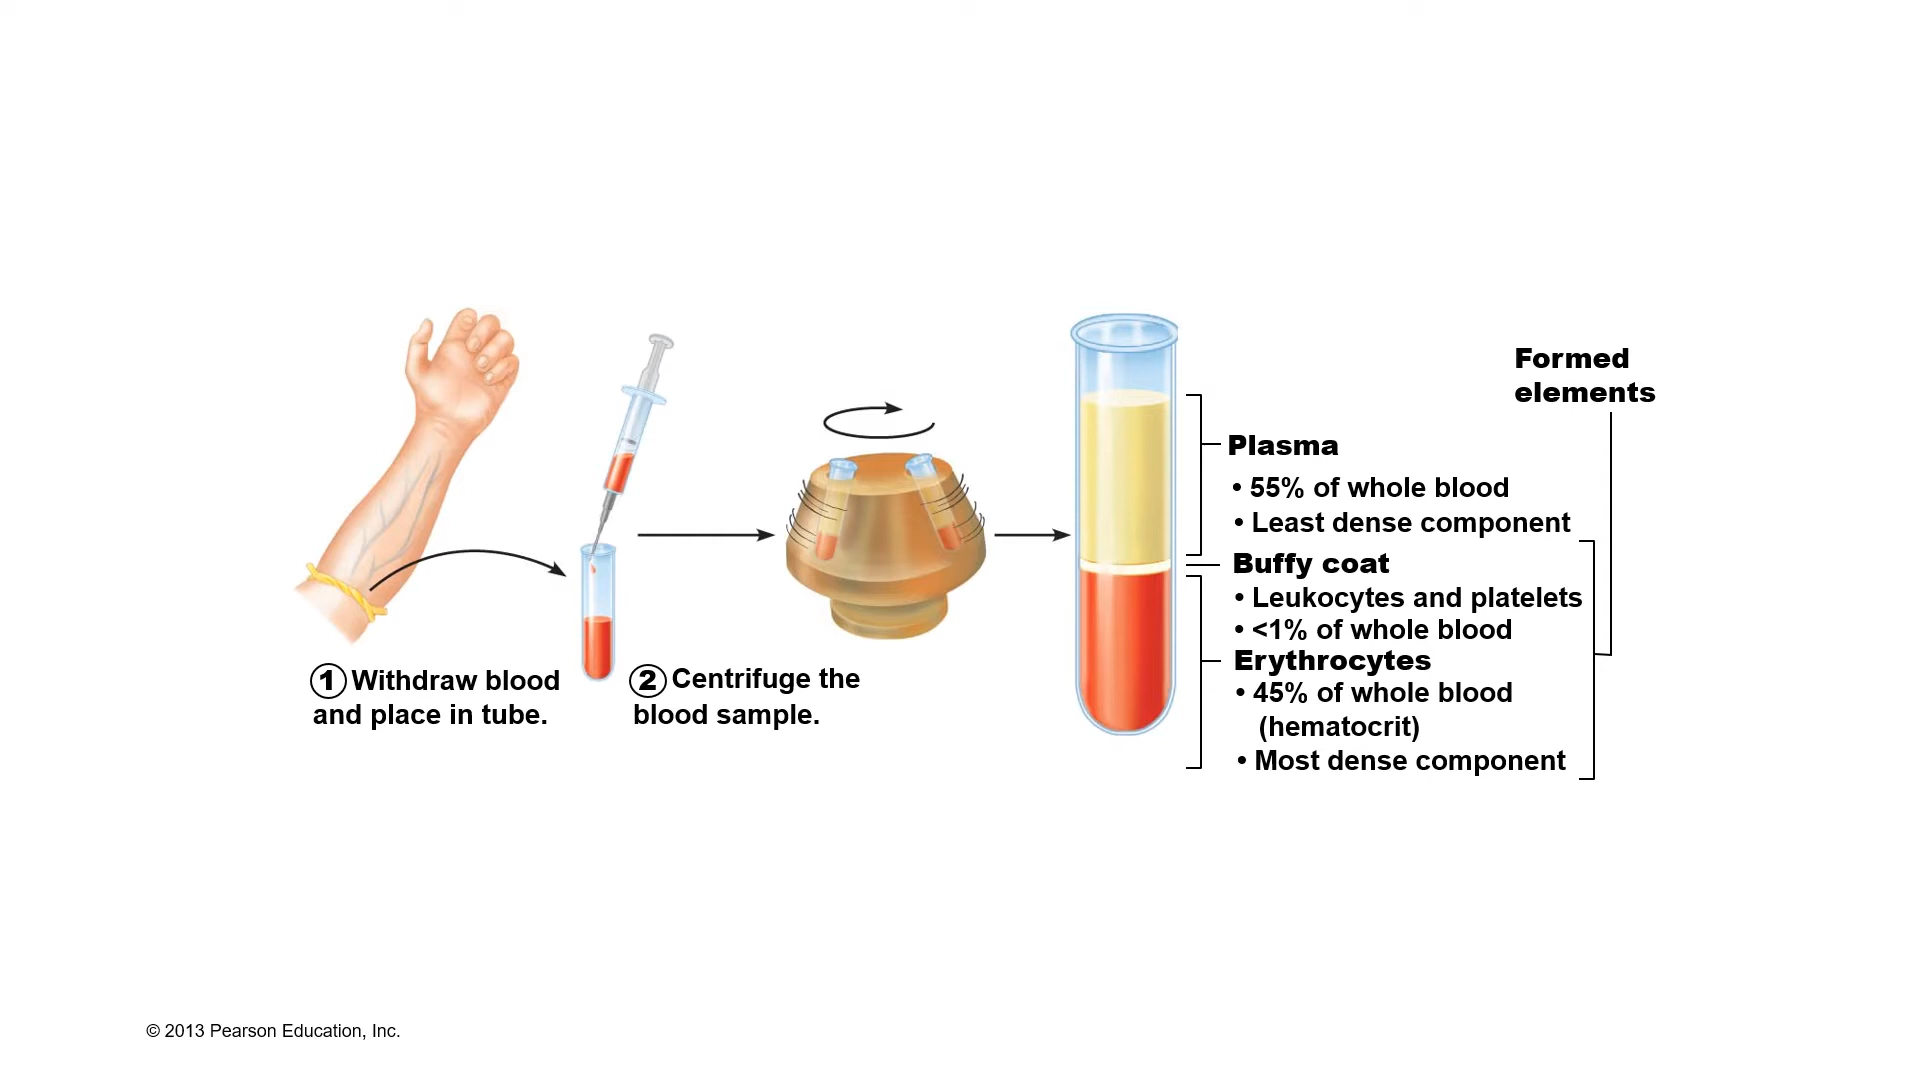 Formed
elements
Plasma
• 55% of whole blood
• Least dense component
Buffy coat
• Leukocytes and platelets
• <1% of whole blood
Erythrocytes
• 45% of whole blood
(hematocrit)
• Most dense component
1 Withdraw blood
and place in tube.
2 Centrifuge the
blood sample.
© 2013 Pearson Education, Inc.